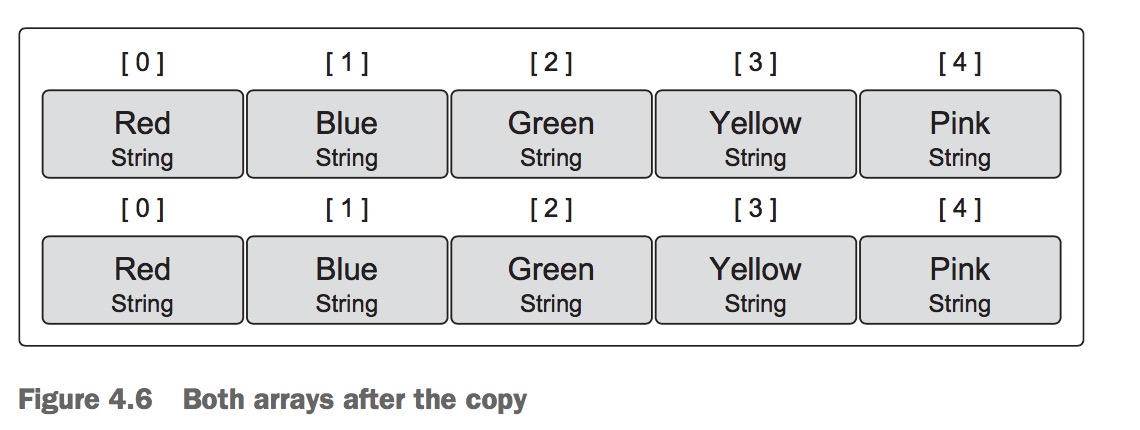 [ 0 ] [ 1 ] [ 2 ] [ 3 ] [ 4 ]
Red Blue Green Yellow Pink
String String String String String
[ 0 ] [ 1 ] [ 2 ] [ 3 ] [ 4 ]
Red Blue Green Yellow Pink
String String String String String
Figure 4.6 Both arrays after the copy